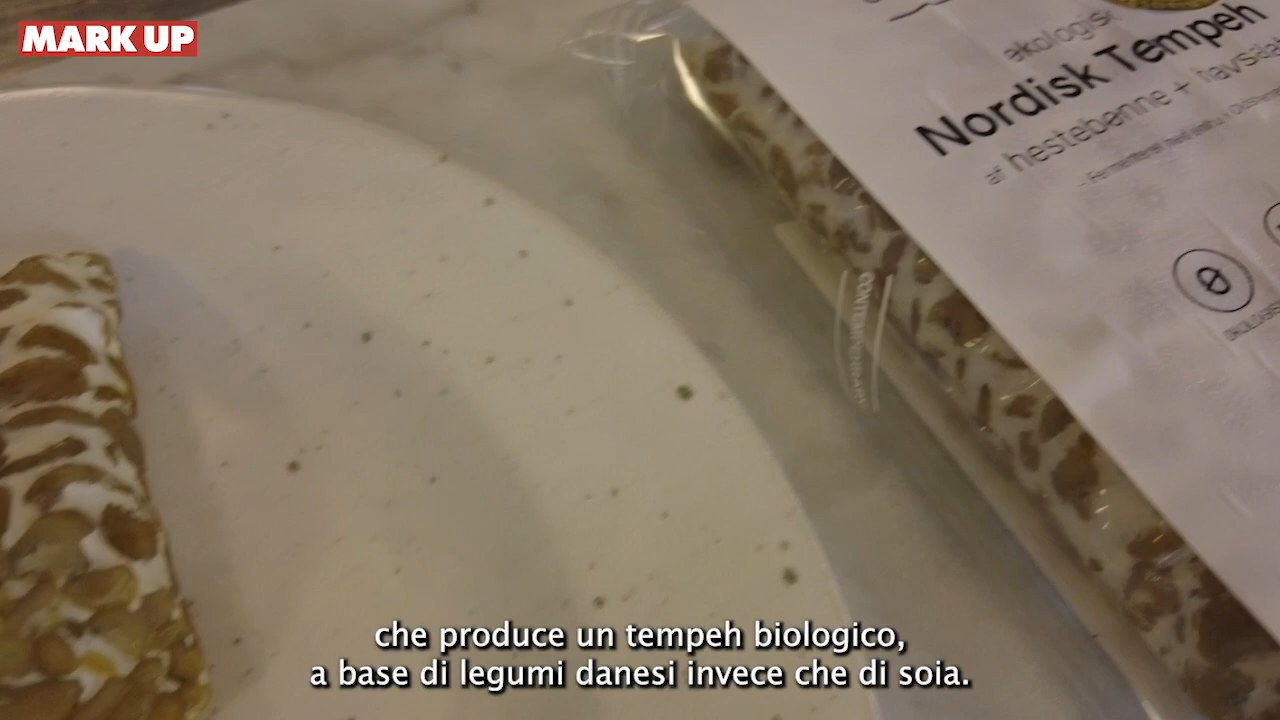 MARK UP
økologisk
Nordisk Tempeh
af hestebønne + havsalat
che produce un tempeh biologico,
a base di legumi danesi invece che di soia.